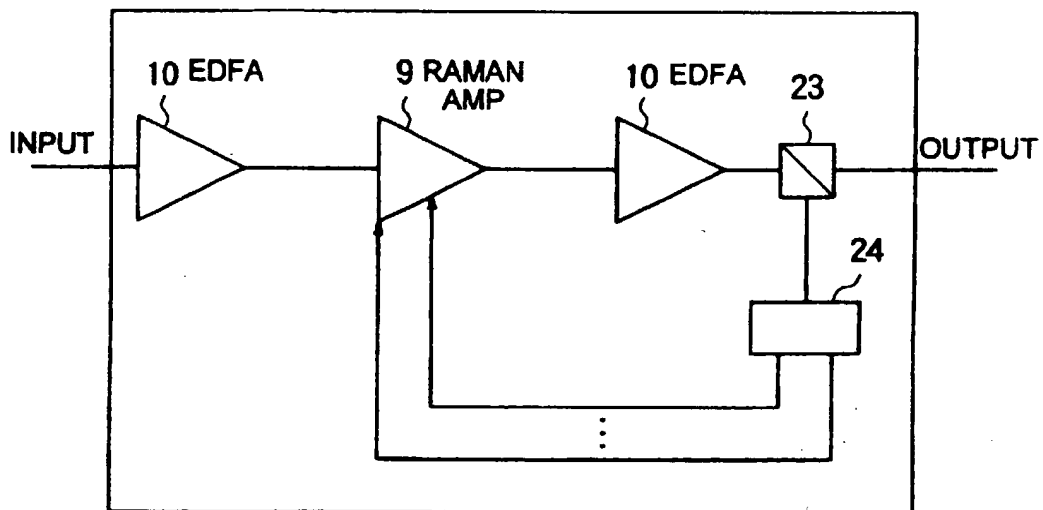 10 EDFA
9 RAMAN
AMP
10 EDFA
23
INPUT
OUTPUT
24